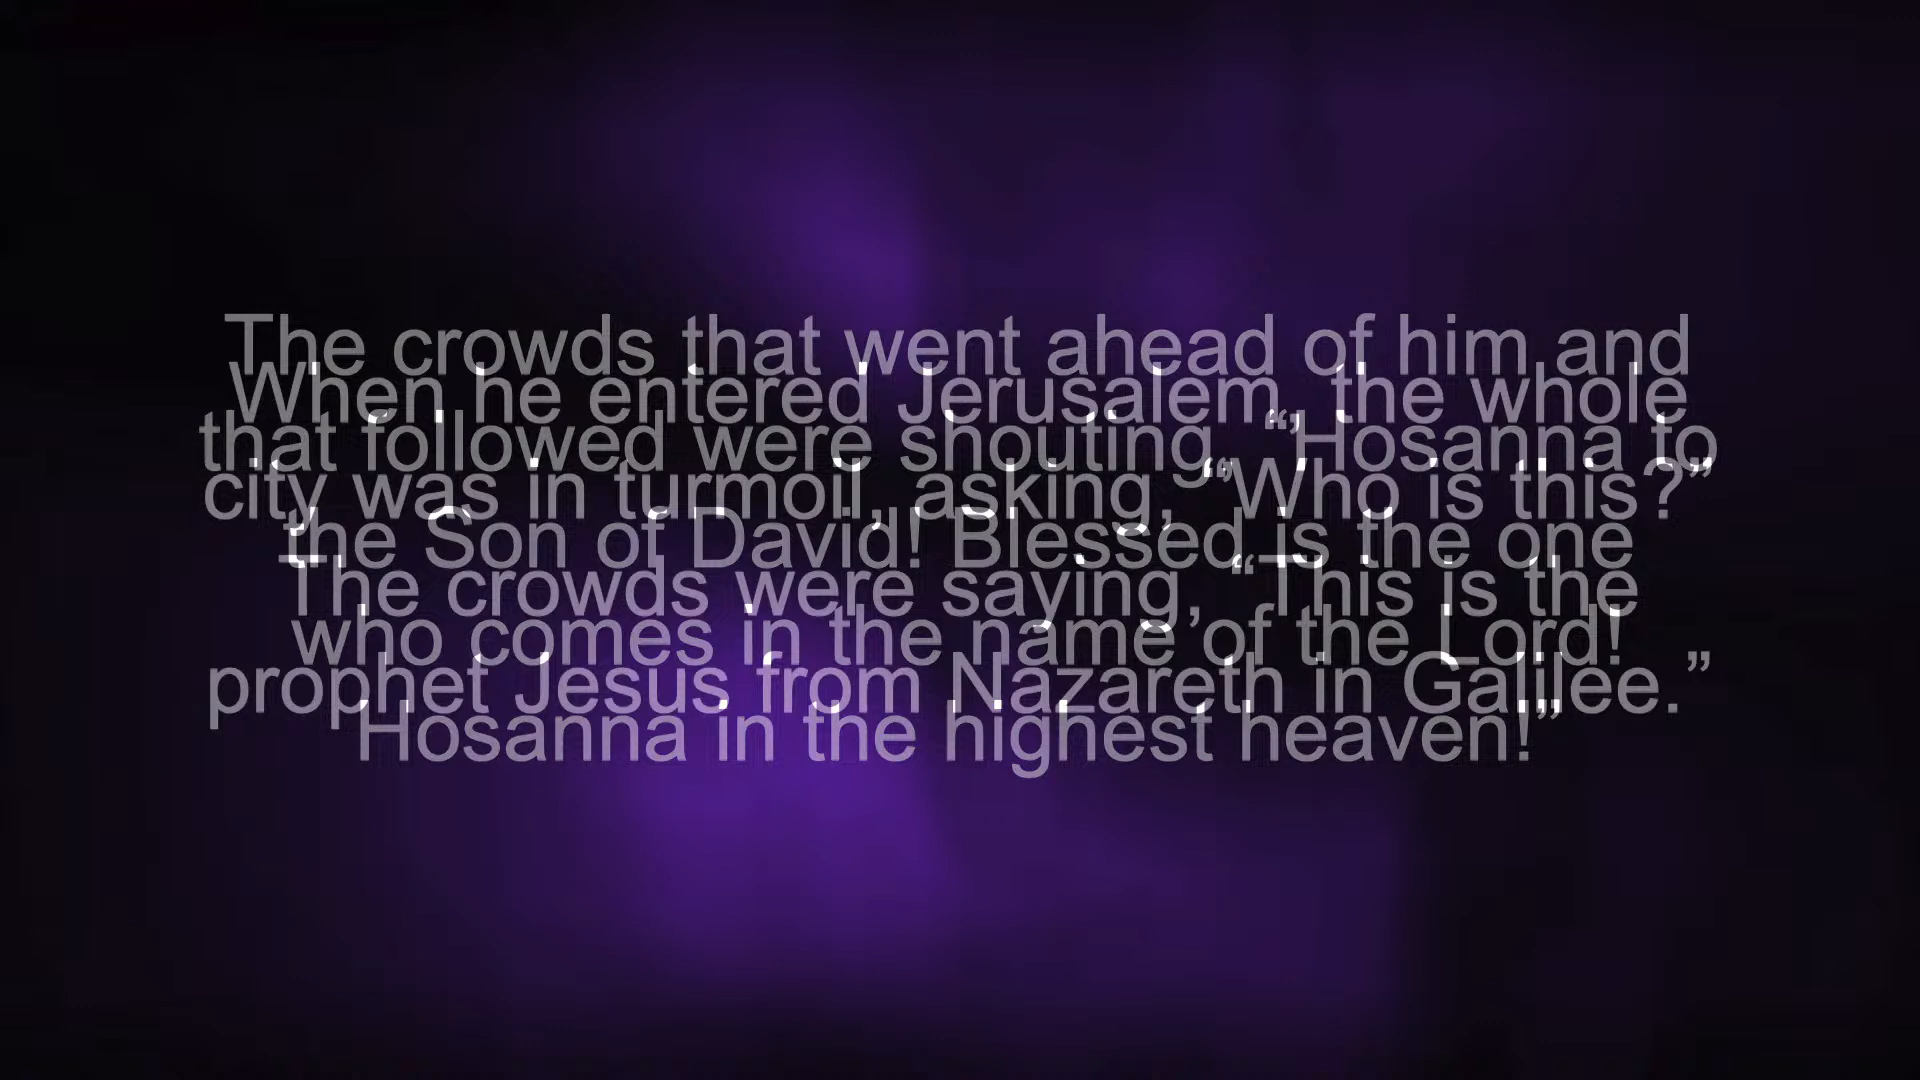 The crowds that went ahead of him and
When he entered Jerusalem, the whole
that followed were shouting, “Hosanna to
city was in turmoil, asking, “Who is this?”
the Son of David! Blessed is the one
The crowds were saying, “This is the
who comes in the name of the Lord!
prophet Jesus from Nazareth in Galilee.”
Hosanna in the highest heaven!”